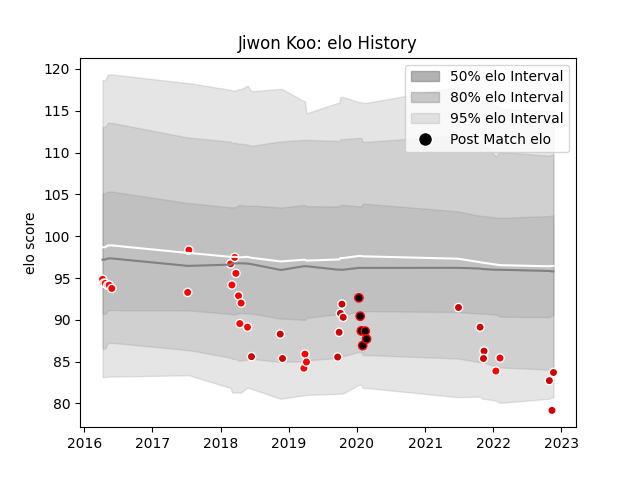 Jiwon Koo: elo History
50% elo Interval
80% elo Interval
95% elo Interval
Post Match elo
elo score
120
115
110
105
100
95
90
85
80
2016
2017
2018
2019
2020
2021
2022
2023